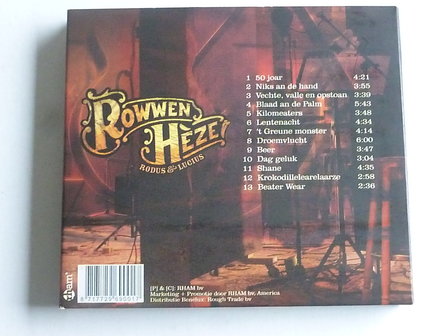 ROWWEN HÈZE
RODUS & LUCIUS
1 50 joar 4:21
2 Niks an de hand 3:55
3 Vechte, valle en opstoan 3:39
4 Blaad an de Palm 5:43
5 Kilomeaters 3:48
6 Lentenacht 4:34
7 't Greune monster 4:14
8 Droemvlucht 6:00
9 Beer 3:47
10 Dag geluk 3:04
11 Shane 4:35
12 Krokodillelearelaarze 2:58
13 Beater Wear 2:36
rham
8 717729 690017
[P] & [C]: RHAM bv
Marketing + Promotie door RHAM bv, America
Distributie Benelux: Rough Trade bv